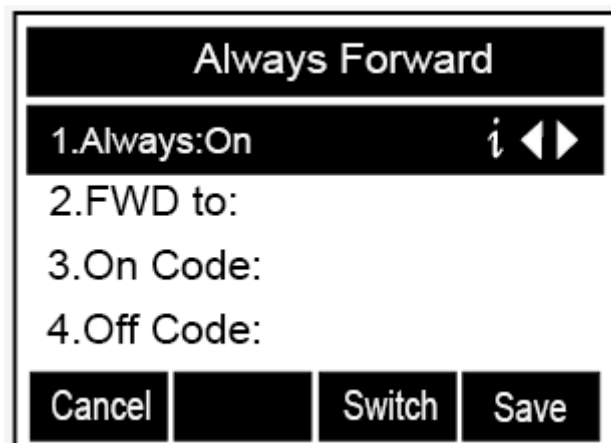 Always Forward
1.Always:On i
2.FWD to:
3.On Code:
4.Off Code:
Cancel Switch Save